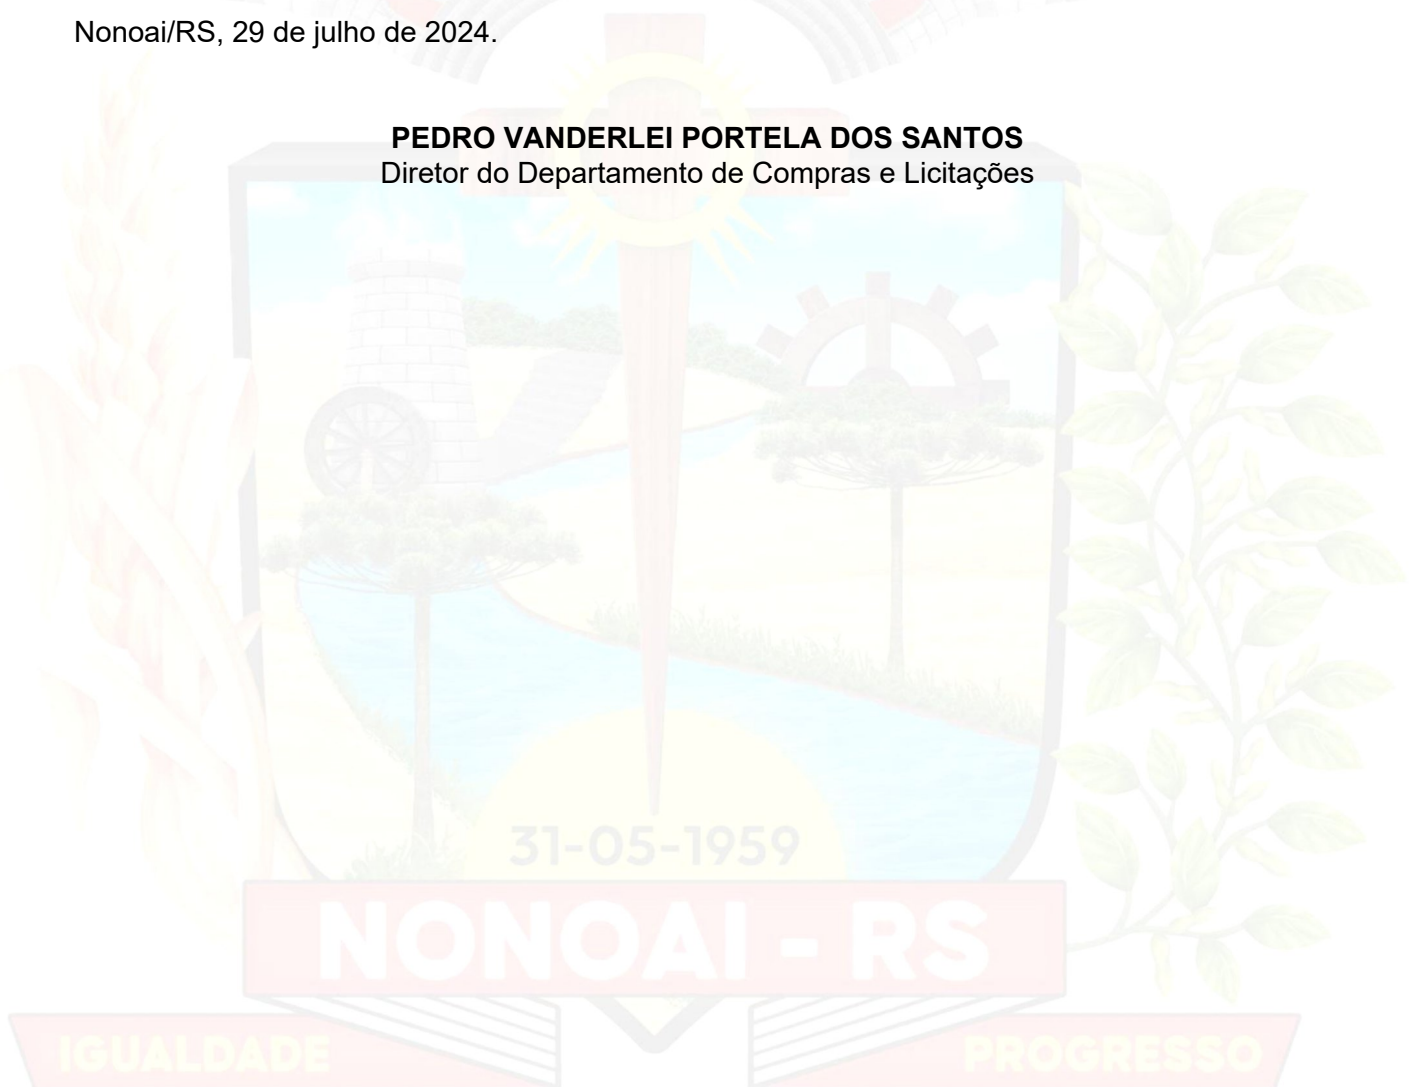 Nonoai/RS, 29 de julho de 2024.
PEDRO VANDERLEI PORTELA DOS SANTOS
Diretor do Departamento de Compras e Licitações
31-05-1959
NONOAI - RS
IGUALDADE
PROGRESSO